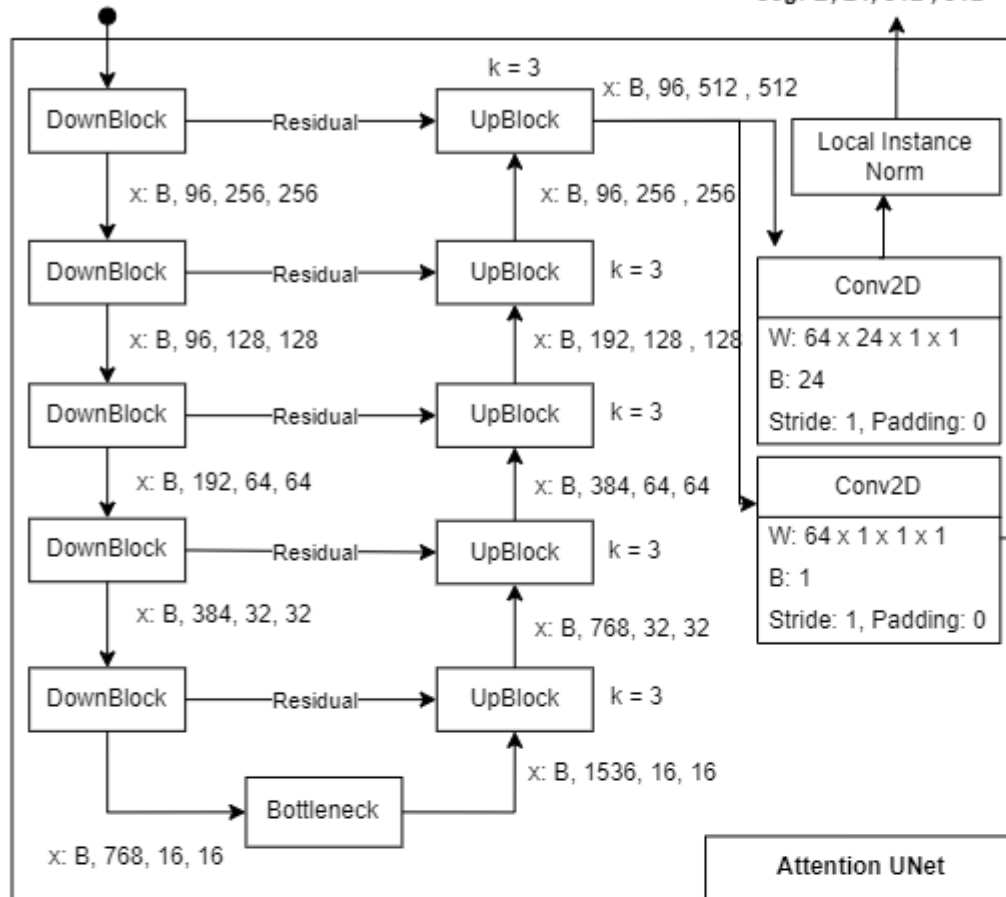 k = 3
x: B, 96, 512 , 512
DownBlock
Residual
UpBlock
Local Instance
Norm
x: B, 96, 256, 256
x: B, 96, 256 , 256
DownBlock
Residual
UpBlock
k = 3
Conv2D
W: 64 x 24 x 1 x 1
B: 24
Stride: 1, Padding: 0
x: B, 96, 128, 128
x: B, 192, 128 , 128
DownBlock
Residual
UpBlock
k = 3
x: B, 192, 64, 64
x: B, 384, 64, 64
Conv2D
W: 64 x 1 x 1 x 1
B: 1
Stride: 1, Padding: 0
DownBlock
Residual
UpBlock
k = 3
x: B, 384, 32, 32
x: B, 768, 32, 32
DownBlock
Residual
UpBlock
k = 3
x: B, 1536, 16, 16
Bottleneck
x: B, 768, 16, 16
Attention UNet